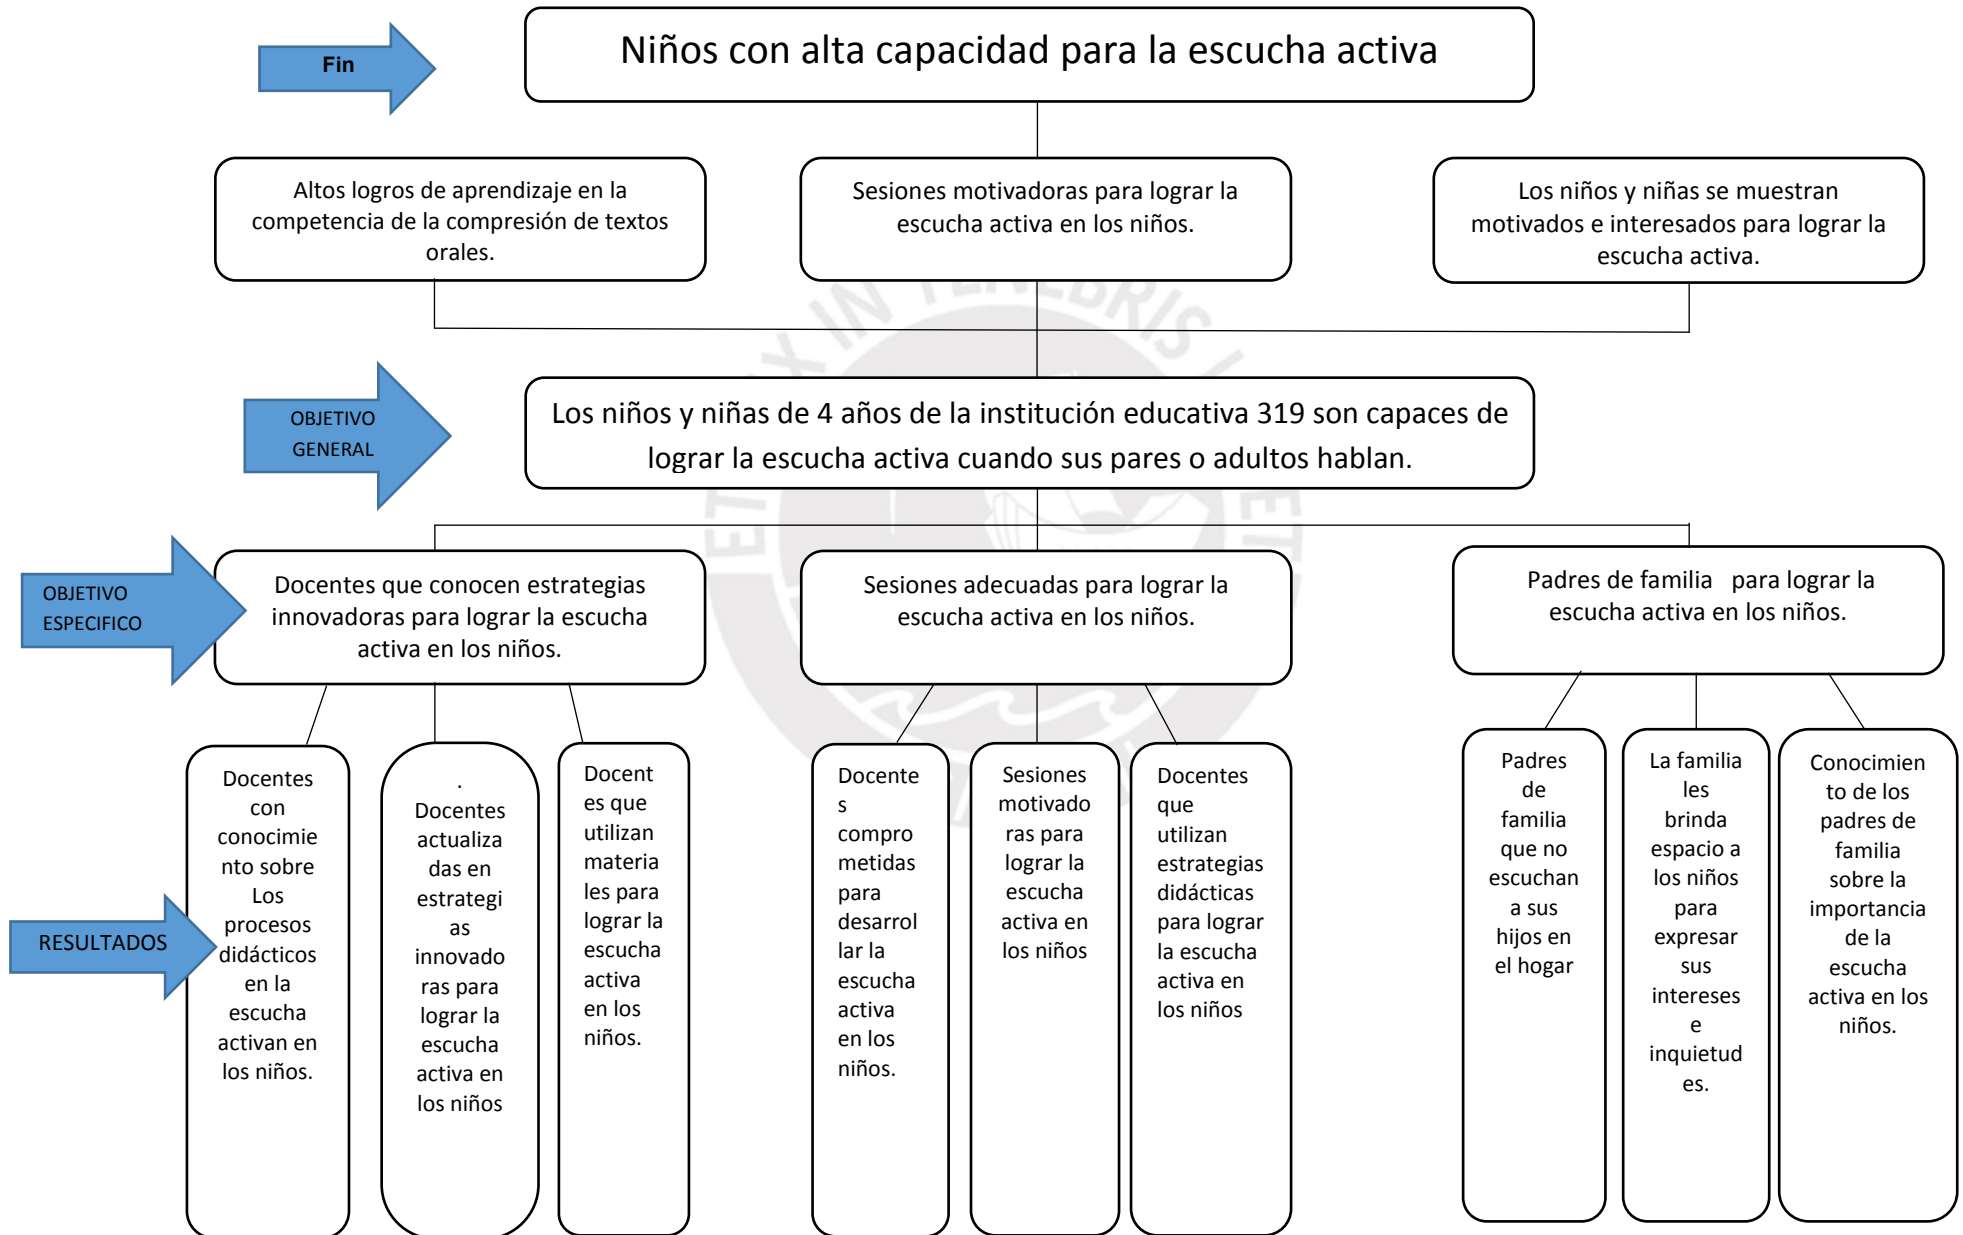 Fin
Niños con alta capacidad para la escucha activa
Altos logros de aprendizaje en la
competencia de la compresión de textos
orales.
Sesiones motivadoras para lograr la
escucha activa en los niños.
Los niños y niñas se muestran
motivados e interesados para lograr la
escucha activa.
OBJETIVO
GENERAL
Los niños y niñas de 4 años de la institución educativa 319 son capaces de
lograr la escucha activa cuando sus pares o adultos hablan.
OBJETIVO
ESPECIFICO
Docentes que conocen estrategias
innovadoras para lograr la escucha
activa en los niños.
Sesiones adecuadas para lograr la
escucha activa en los niños.
Padres de familia   para lograr la
escucha activa en los niños.
RESULTADOS
Docentes
con
conocimie
nto sobre
Los
procesos
didácticos
en la
escucha
activan en
los niños.
.
Docentes
actualiza
das en
estrategi
as
innovado
ras para
lograr la
escucha
activa en
los niños
Docent
es que
utilizan
materia
les para
lograr la
escucha
activa
en los
niños.
Docente
s
compro
metidas
para
desarrol
lar la
escucha
activa
en los
niños.
Sesiones
motivado
ras para
lograr la
escucha
activa en
los niños
Docentes
que
utilizan
estrategias
didácticas
para lograr
la escucha
activa en
los niños
Padres
de
familia
que no
escuchan
a sus
hijos en
el hogar
La familia
les
brinda
espacio a
los niños
para
expresar
sus
intereses
e
inquietud
es.
Conocimien
to de los
padres de
familia
sobre la
importancia
de la
escucha
activa en los
niños.
ET
IN TENEBRIS
ET